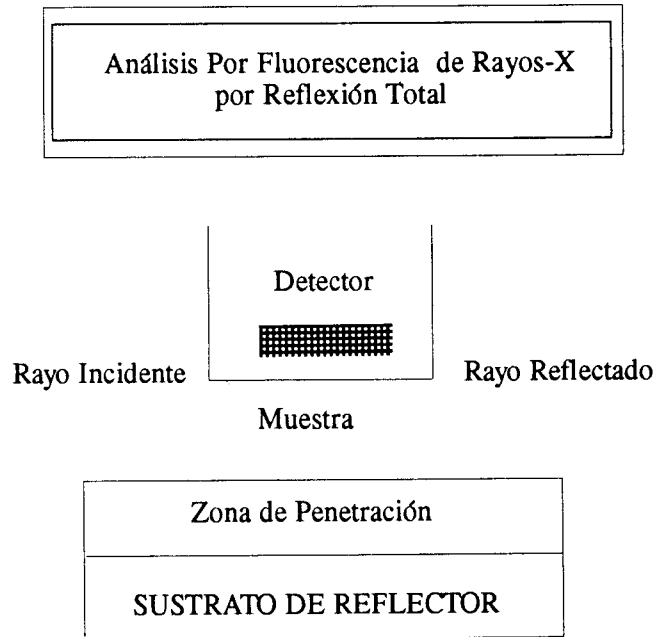 Análisis Por Fluorescencia de Rayos-X
por Reflexión Total
Detector
Rayo Incidente
Rayo Reflectado
Muestra
Zona de Penetración
SUSTRATO DE REFLECTOR